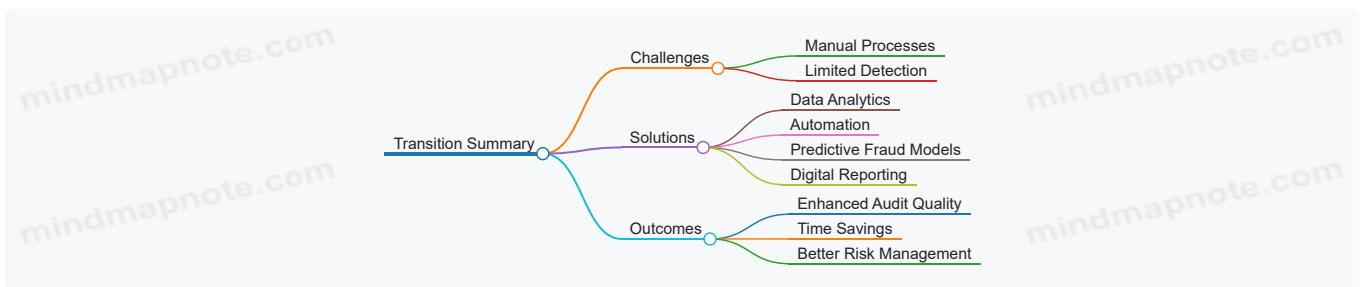 mindmapnote.com
mindmapnote.com
Challenges
Manual Processes
Limited Detection
Transition Summary
Solutions
Data Analytics
Automation
Predictive Fraud Models
Digital Reporting
Outcomes
Enhanced Audit Quality
Time Savings
Better Risk Management
mindmapnote.com
mindmapnote.com